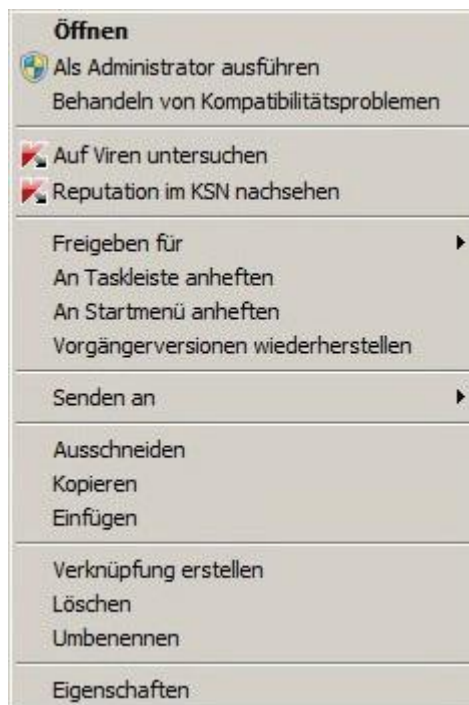 Öffnen
Als Administrator ausführen
Behandeln von Kompatibilitätsproblemen
Auf Viren untersuchen
Reputation im KSN nachsehen
Freigeben für
An Taskleiste anheften
An Startmenü anheften
Vorgängerversionen wiederherstellen
Senden an
Ausschneiden
Kopieren
Einfügen
Verknüpfung erstellen
Löschen
Umbenennen
Eigenschaften